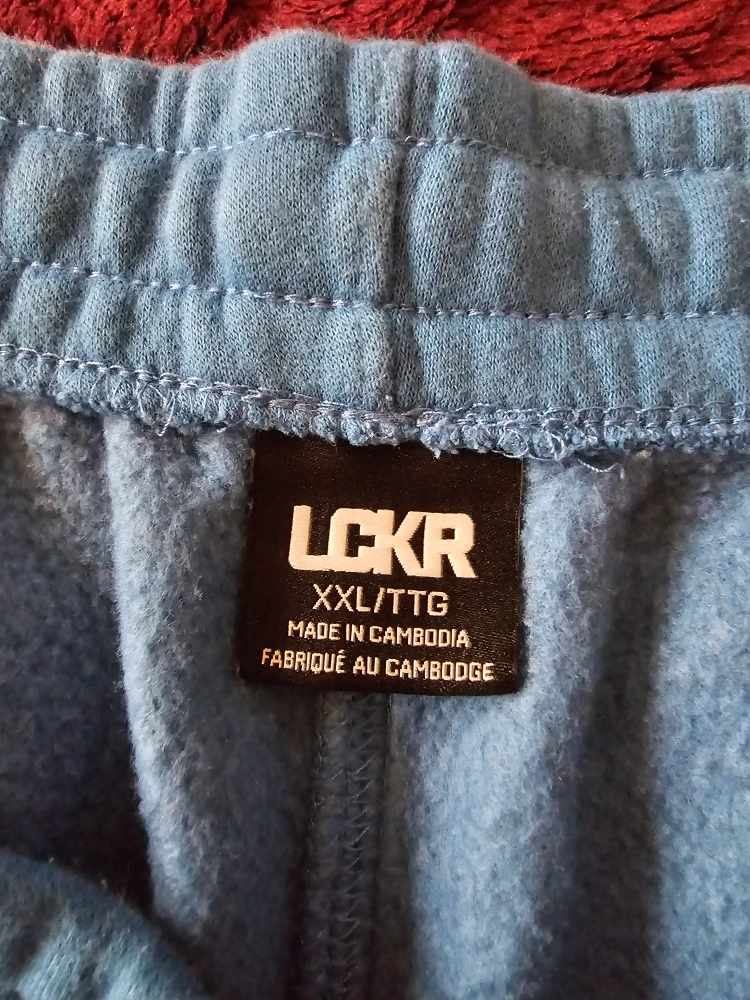 LCKR
XXL/TTG
MADE IN CAMBODIA
FABRIQUÉ AU CAMBODGE